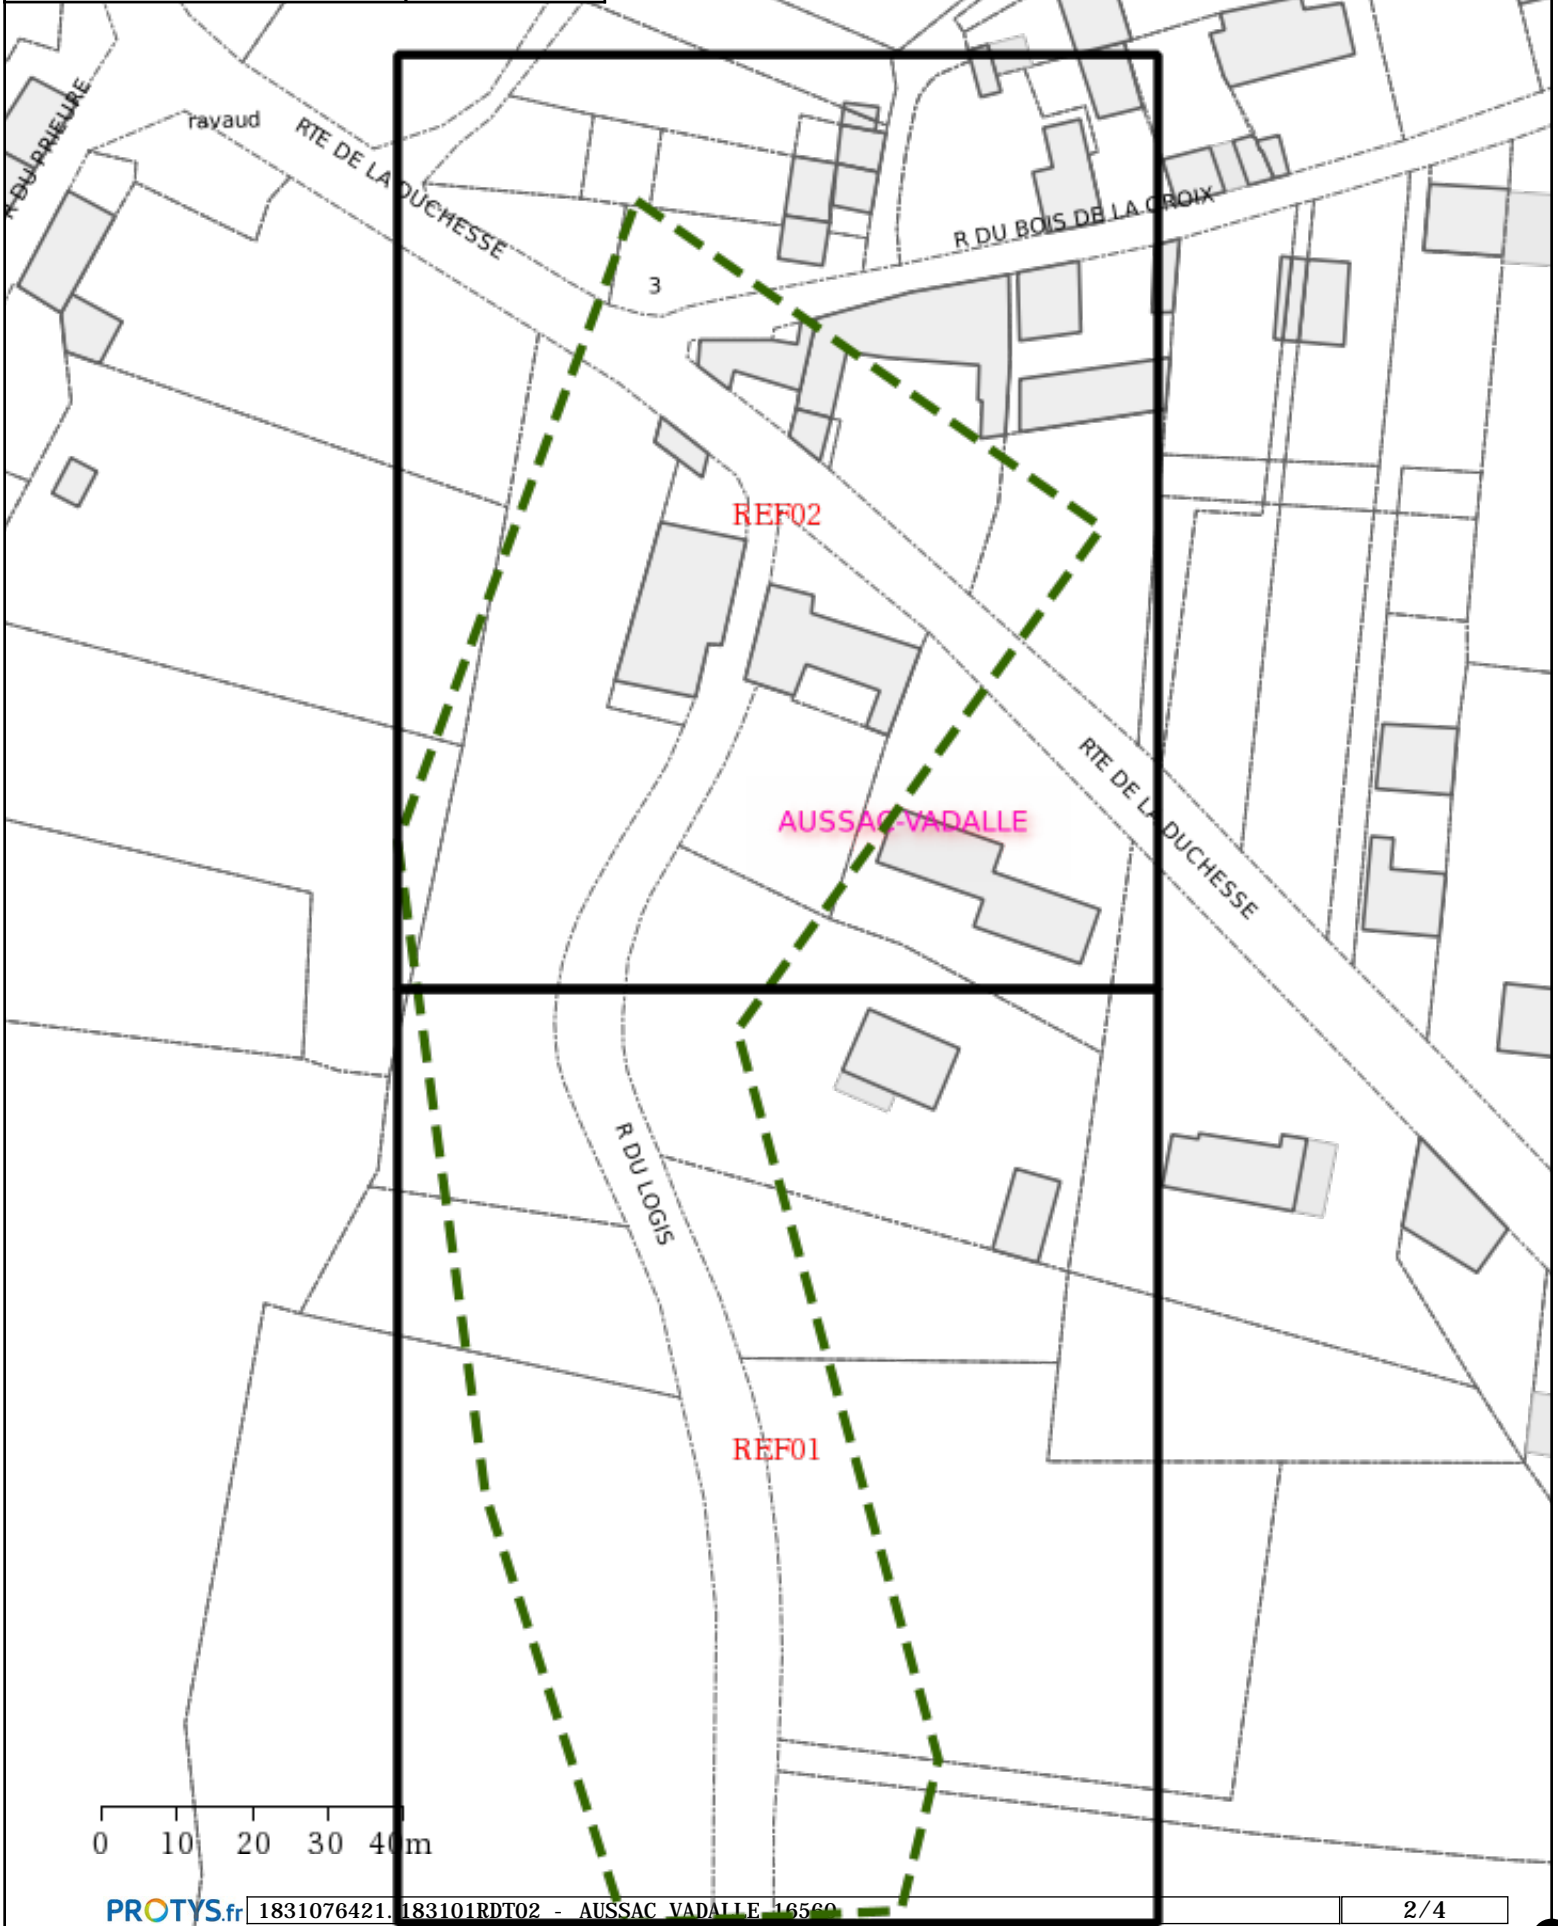 R DU PRIEURE
rayaud
RTE DE LA DUCHESSE
R DU BOIS DE LA CROIX
3
REF02
RTE DE LA DUCHESSE
AUSSAC-VADALLE
R DU LOGIS
REF01
0 10 20 30 40m
PROTYS.fr 1831076421.183101RDT02 - AUSSAC VADALLE 16560 2/4